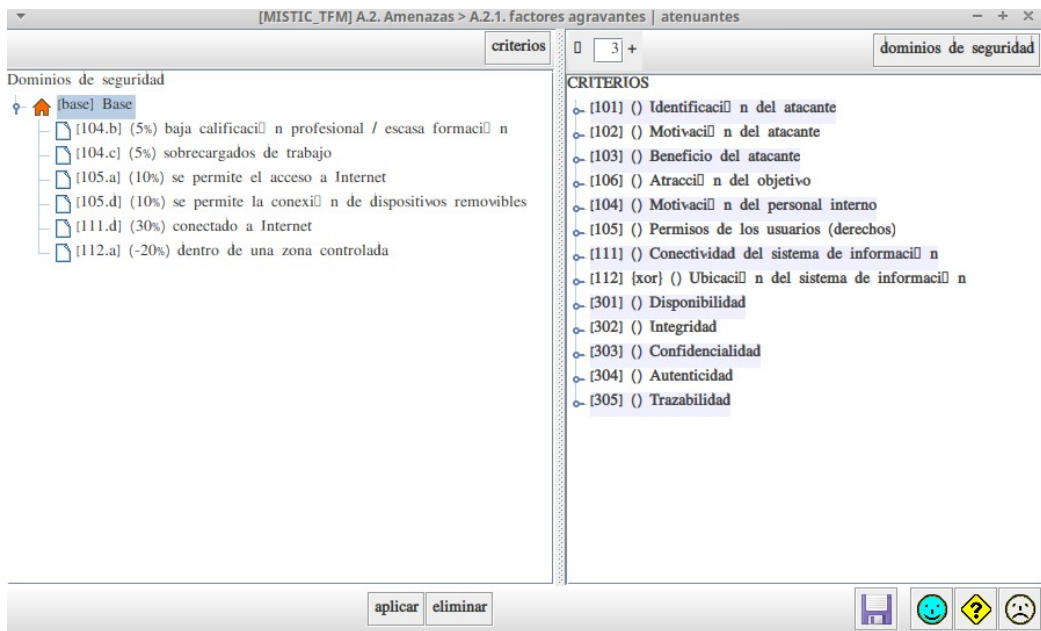 [MISTIC_TFM] A.2. Amenazas > A.2.1. factores agravantes | atenuantes
criterios
3 +
dominios de seguridad
Dominios de seguridad
[base] Base
[104.b] (5%) baja calificaci▯ n profesional / escasa formaci▯ n
[104.c] (5%) sobrecargados de trabajo
[105.a] (10%) se permite el acceso a Internet
[105.d] (10%) se permite la conexi▯ n de dispositivos removibles
[111.d] (30%) conectado a Internet
[112.a] (-20%) dentro de una zona controlada
CRITERIOS
[101] () Identificaci▯ n del atacante
[102] () Motivaci▯ n del atacante
[103] () Beneficio del atacante
[106] () Atracci▯ n del objetivo
[104] () Motivaci▯ n del personal interno
[105] () Permisos de los usuarios (derechos)
[111] () Conectividad del sistema de informaci▯ n
[112] {xor} () Ubicaci▯ n del sistema de informaci▯ n
[301] () Disponibilidad
[302] () Integridad
[303] () Confidencialidad
[304] () Autenticidad
[305] () Trazabilidad
aplicar eliminar